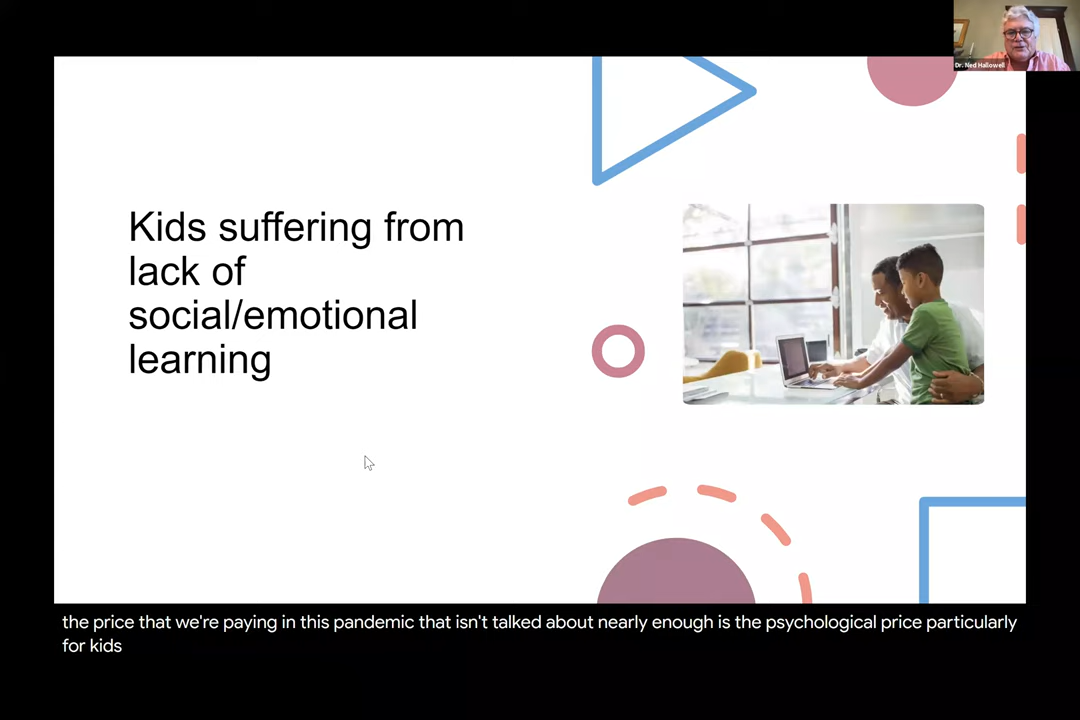 Dr. Ned Hallowell
Kids suffering from
lack of
social/emotional
learning
the price that we're paying in this pandemic that isn't talked about nearly enough is the psychological price particularly
for kids